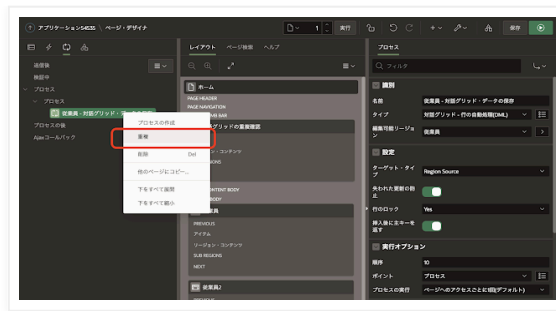 アプリケーション54535 \ ページ・デザイナ
1
実行
保存
レイアウト
ページ検索
ヘルプ
プロパティ
送信後
検証中
プロセス
プロセス
従業員 - 対話グリッド・データの保存
プロセスの後
Ajaxコールバック
プロセスの作成
重複
削除 Del
他のページにコピー...
下をすべて展開
下をすべて縮小
ホーム
PAGE HEADER
PAGE NAVIGATION
グリッドの重複確認
ン・コンテンツ
CONTENT BODY
BODY
PREVIOUS
アイテム
リージョン・コンテンツ
SUB REGIONS
NEXT
従業員2
PREVIOUS
フィルタ
識別
名前 従業員 - 対話グリッド・データの保存
タイプ 対話グリッド - 行の自動処理(DML)
編集可能リージョン 従業員
設定
ターゲット・タイプ Region Source
失われた更新の防止
行のロック Yes
挿入後に主キーを返す
実行オプション
順序 10
ポイント プロセス
プロセスの実行 ページへのアクセスごとに1回(デフォルト)